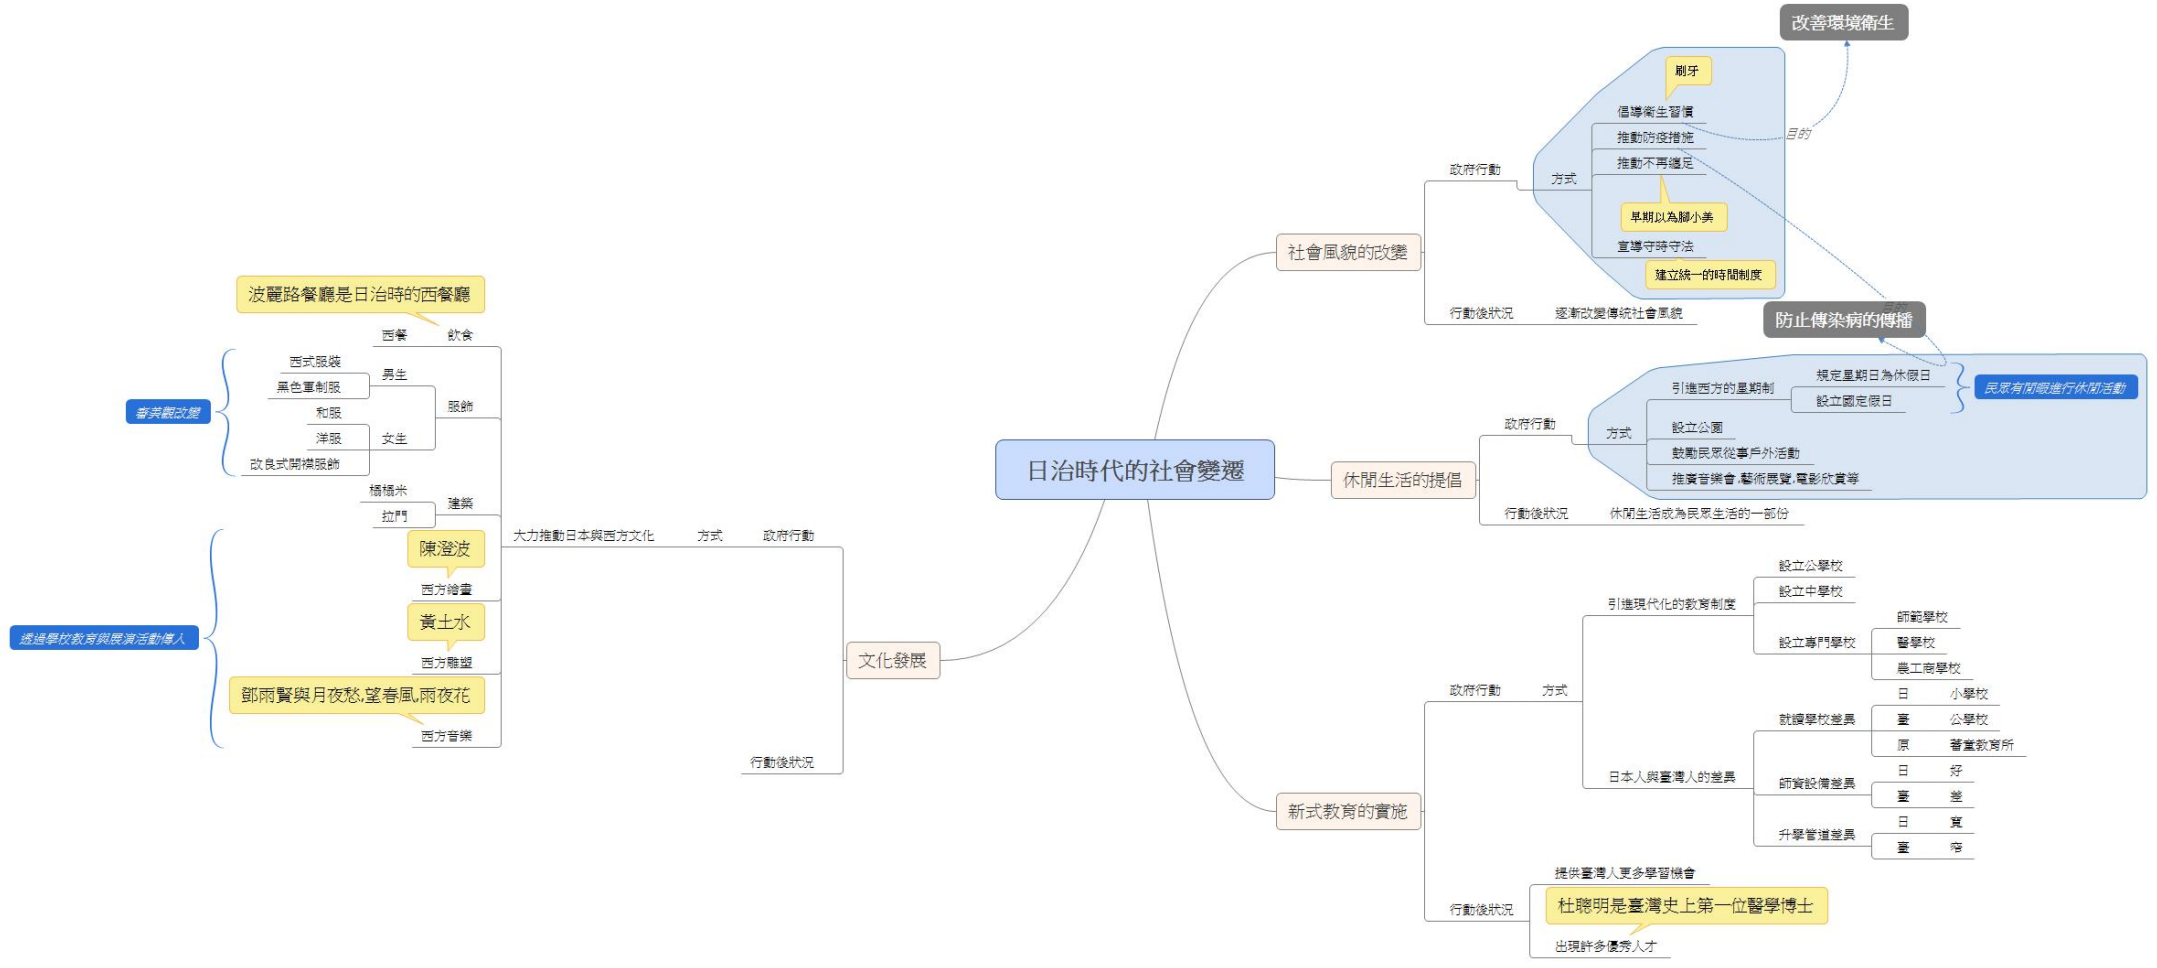 日治時代的社會變遷
社會風貌的改變
政府行動
方式
刷牙
倡導衛生習慣
推動防疫措施
推動不再纏足
早期以為腳小美
宣導守時守法
建立統一的時間制度
目的
改善環境衛生
目的
防止傳染病的傳播
行動後狀況
逐漸改變傳統社會風貌
休閒生活的提倡
政府行動
方式
引進西方的星期制
規定星期日為休假日
設立國定假日
民眾有閒暇進行休閒活動
設立公園
鼓勵民眾從事戶外活動
推廣音樂會,藝術展覽,電影欣賞等
行動後狀況
休閒生活成為民眾生活的一部份
新式教育的實施
政府行動
方式
引進現代化的教育制度
設立公學校
設立中學校
設立專門學校
師範學校
醫學校
農工商學校
日本人與臺灣人的差異
就讀學校差異
日 小學校
臺 公學校
原 蕃童教育所
師資設備差異
日 好
臺 差
升學管道差異
日 寬
臺 窄
行動後狀況
提供臺灣人更多學習機會
杜聰明是臺灣史上第一位醫學博士
出現許多優秀人才
文化發展
政府行動
方式
大力推動日本與西方文化
波麗路餐廳是日治時的西餐廳
飲食
西餐
服飾
男生
西式服裝
黑色軍制服
女生
和服
洋服
改良式開襟服飾
審美觀改變
建築
榻榻米
拉門
陳澄波
西方繪畫
黃土水
西方雕塑
鄧雨賢與月夜愁,望春風,雨夜花
西方音樂
透過學校教育與展演活動傳入
行動後狀況